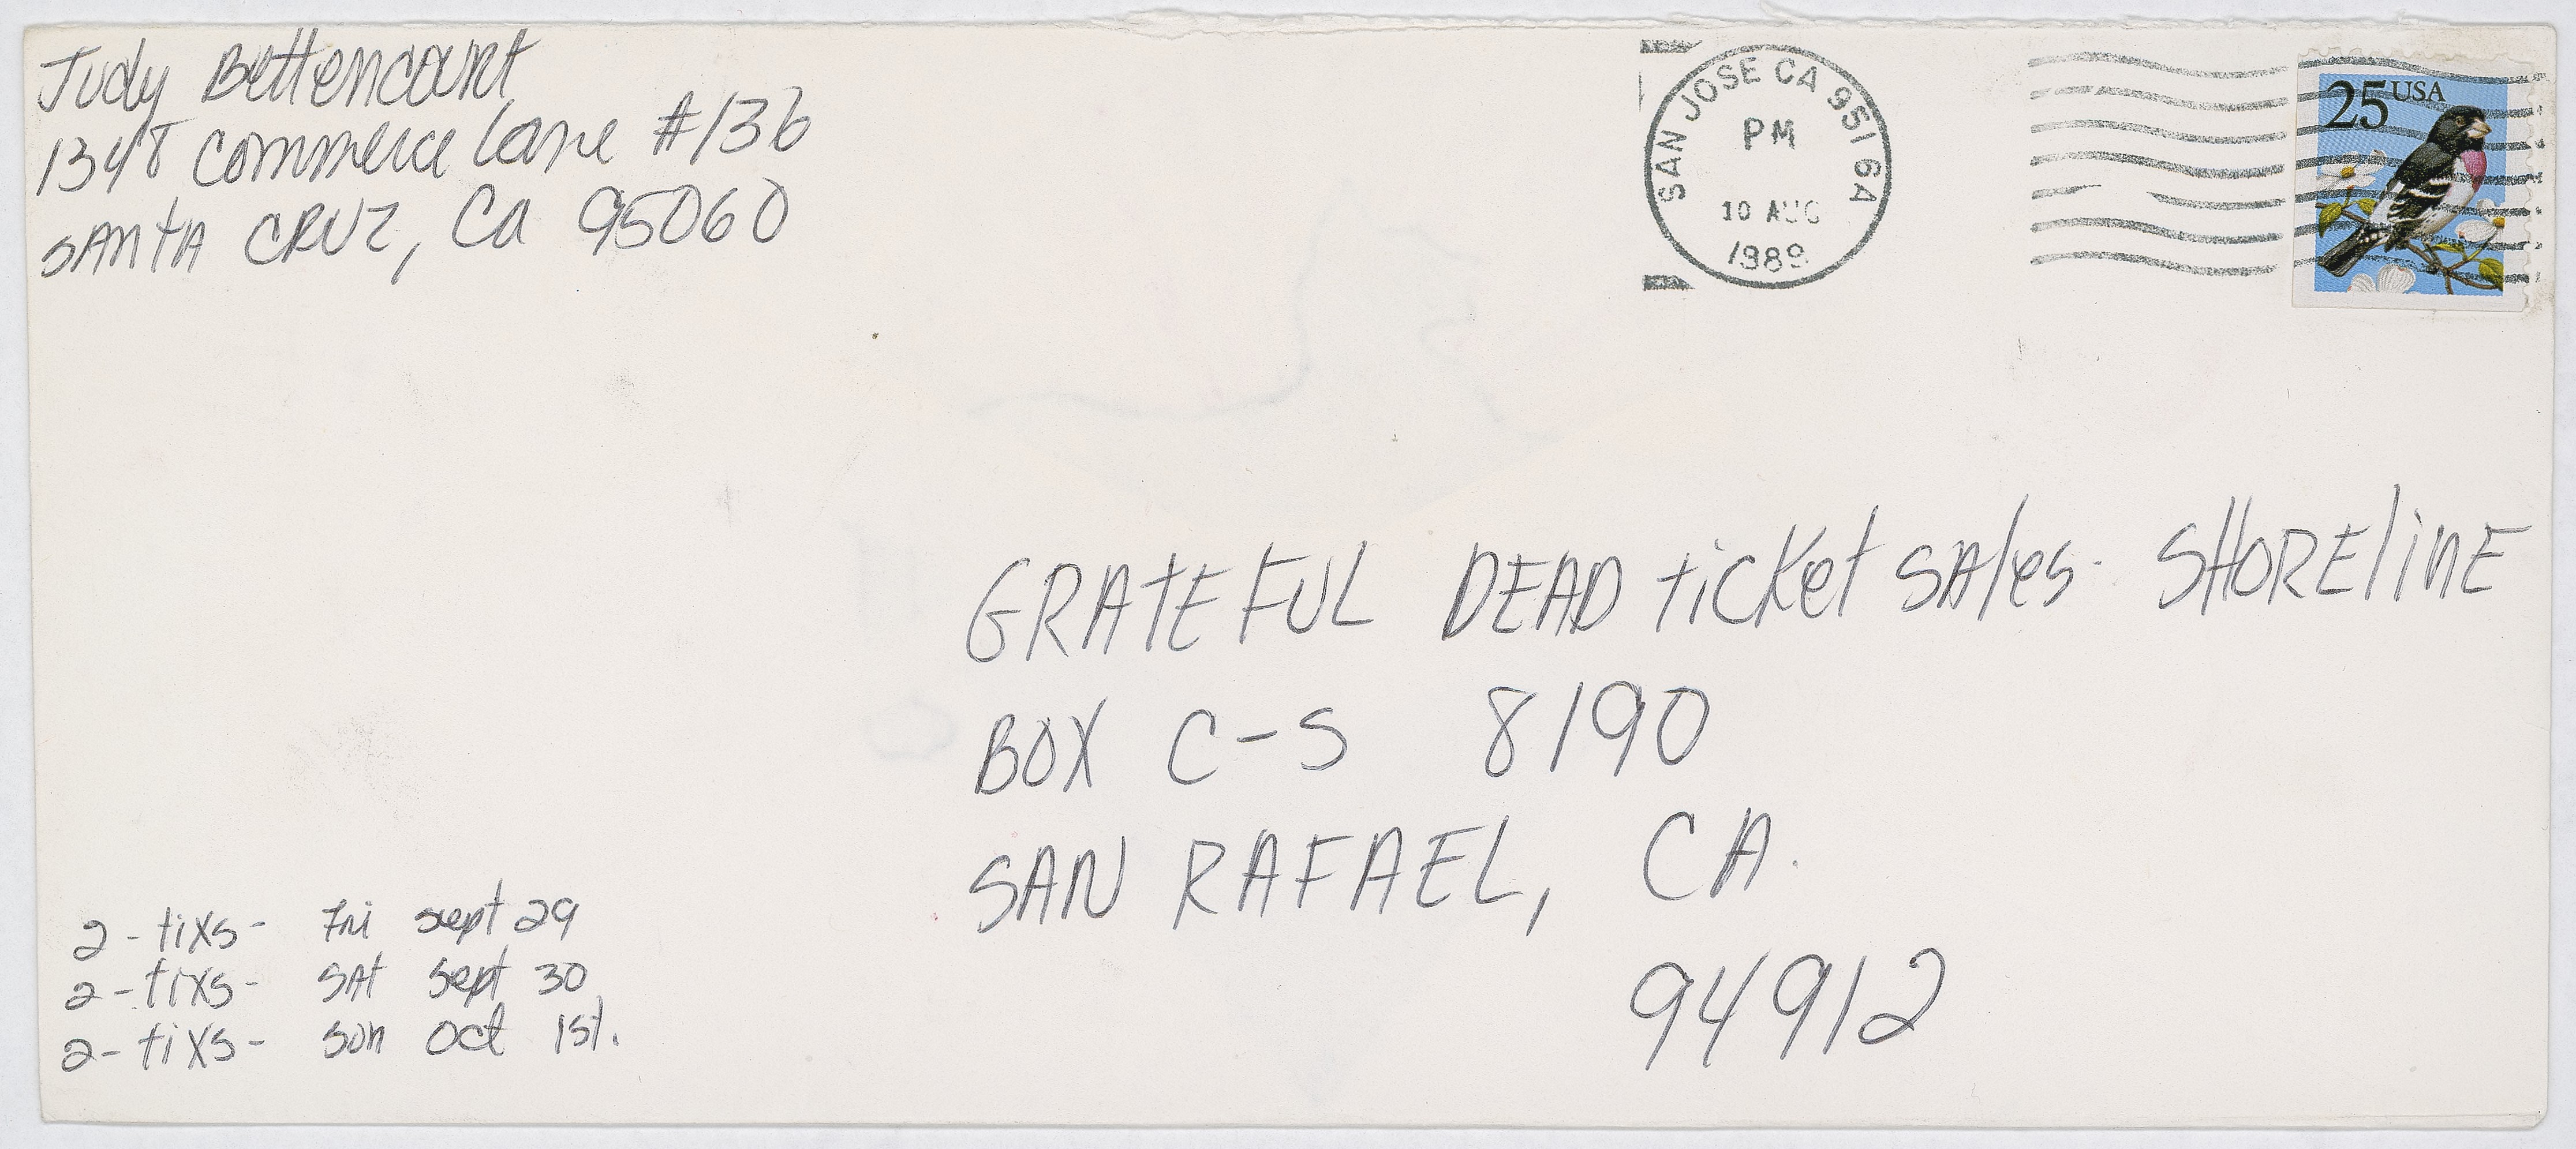 Judy Bettencourt
1348 Commerce Lane #136
SANTA CRUZ, Ca 95060
SAN JOSE CA 951 6A
PM
10 AUG
1989
25 USA
GRATEFUL DEAD ticket SAles - SHOREliNE
BOX C-S 8190
SAN RAFAEL, CA.
94912
2 - tixs - Fri sept 29
2 - tixs - SAt Sept 30
2 - tixs - Sun Oct 1st.